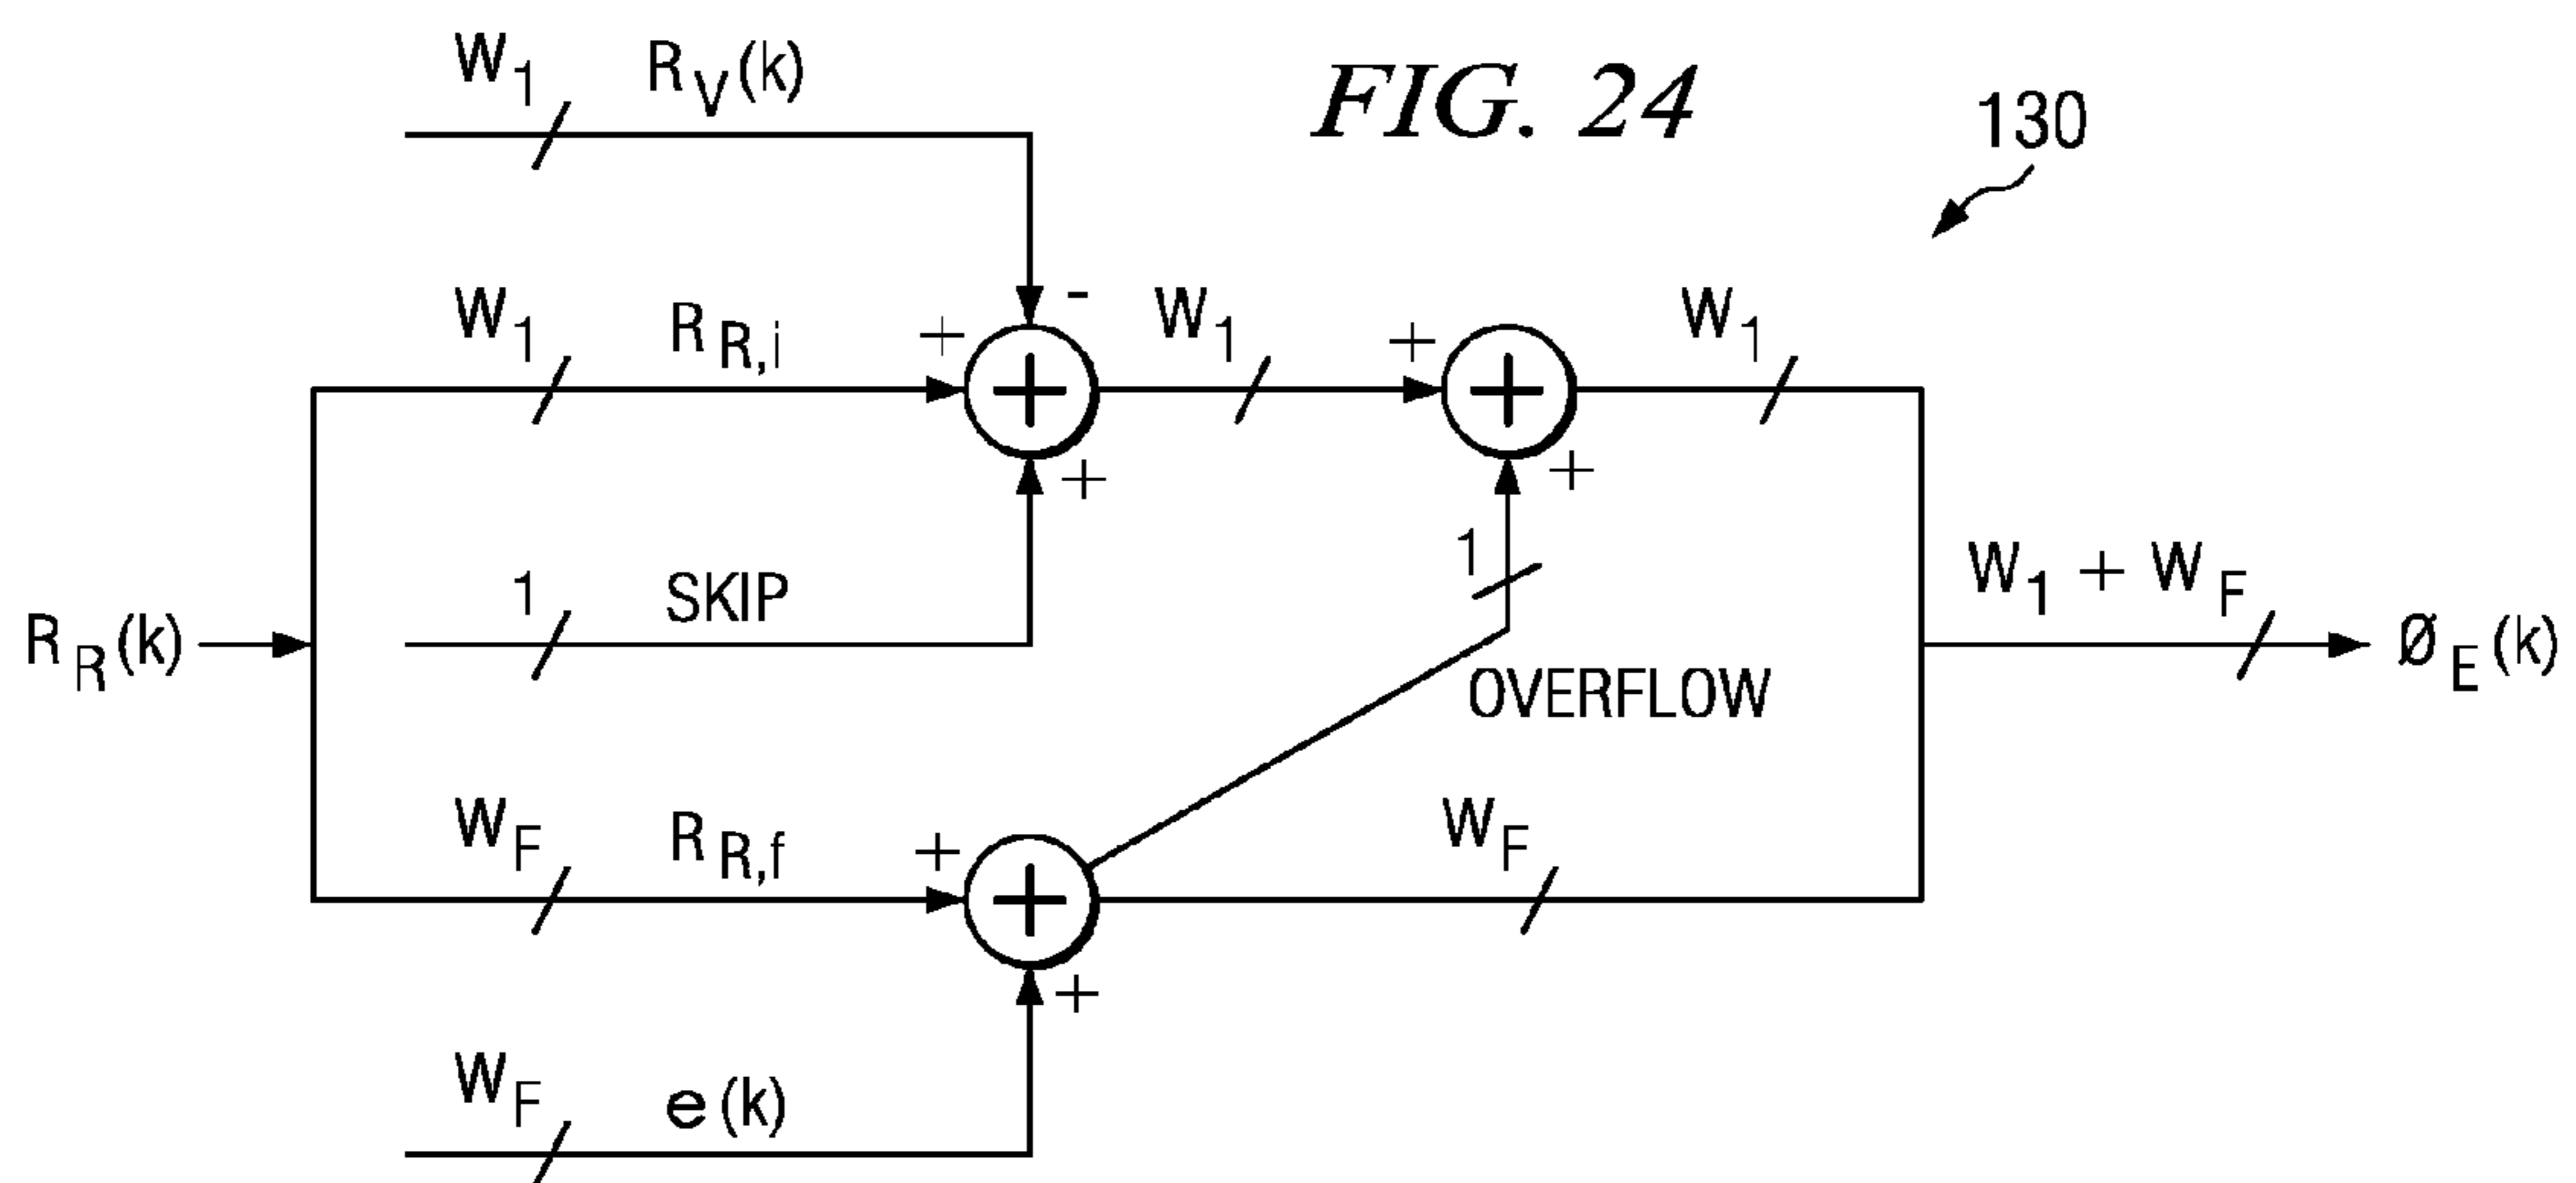 FIG. 24
130
W1 RV(k)
W1 RR,i + - + W1 + + W1
1 SKIP
1
OVERFLOW
RR(k)
W1 + WF
ØE(k)
WF RR,f + + WF
WF e(k)